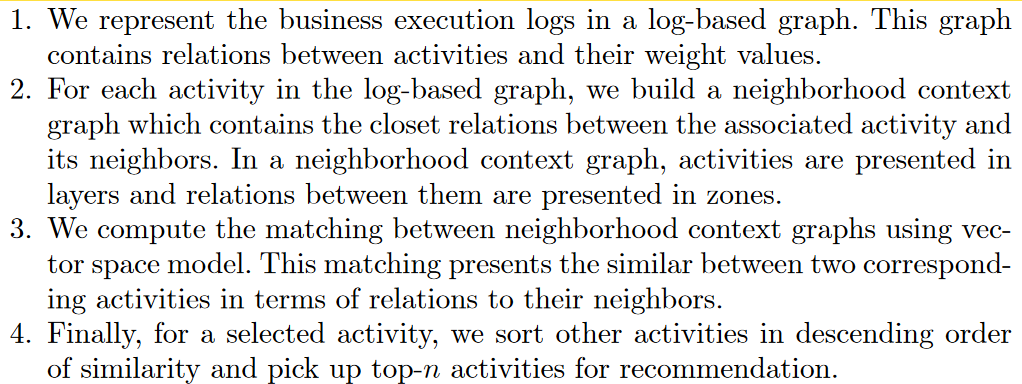 1. We represent the business execution logs in a log-based graph. This graph
contains relations between activities and their weight values.
2. For each activity in the log-based graph, we build a neighborhood context
graph which contains the closet relations between the associated activity and
its neighbors. In a neighborhood context graph, activities are presented in
layers and relations between them are presented in zones.
3. We compute the matching between neighborhood context graphs using vec-
tor space model. This matching presents the similar between two correspond-
ing activities in terms of relations to their neighbors.
4. Finally, for a selected activity, we sort other activities in descending order
of similarity and pick up top-n activities for recommendation.